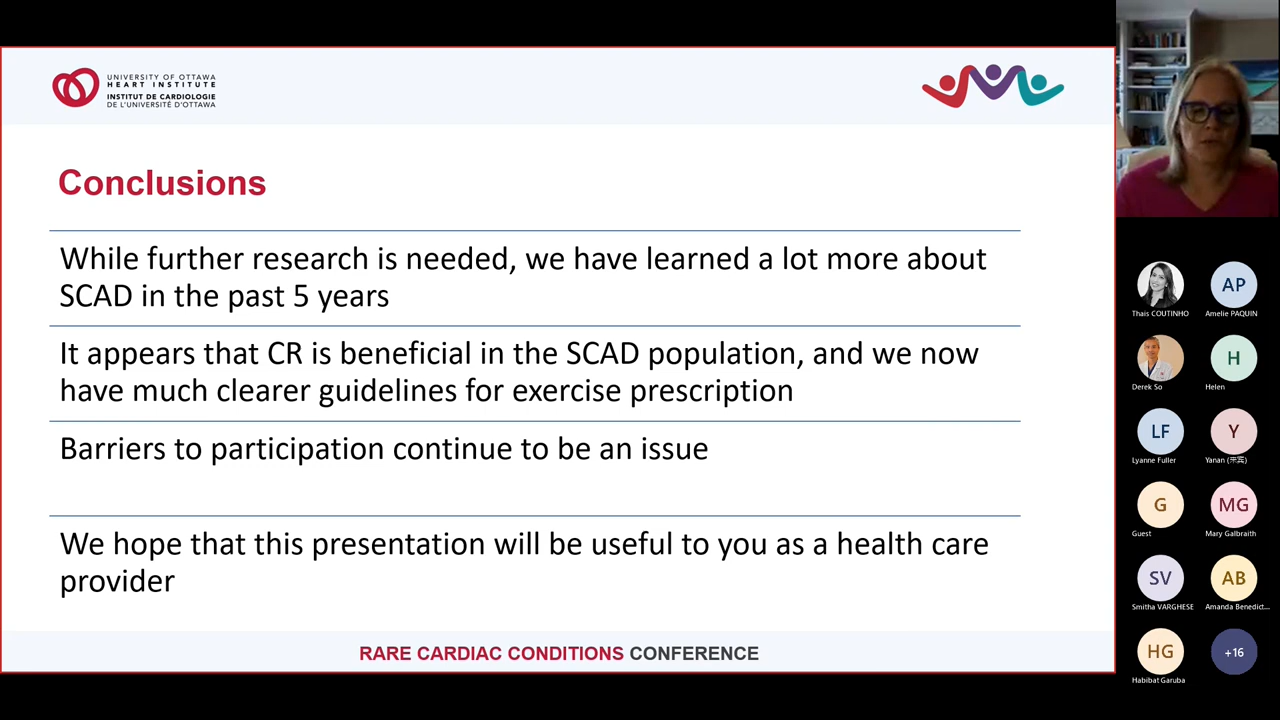 UNIVERSITY OF OTTAWA
HEART INSTITUTE
INSTITUT DE CARDIOLOGIE
DE L'UNIVERSITÉ D'OTTAWA
Conclusions
While further research is needed, we have learned a lot more about
SCAD in the past 5 years
It appears that CR is beneficial in the SCAD population, and we now
have much clearer guidelines for exercise prescription
Barriers to participation continue to be an issue
We hope that this presentation will be useful to you as a health care
provider
RARE CARDIAC CONDITIONS CONFERENCE
Thais COUTINHO
AP
Amelie PAQUIN
Derek So
H
Helen
LF
Lyanne Fuller
Y
Yanan
G
Guest
MG
Mary Galbraith
SV
Smitha VARGHESE
AB
Amanda Benedict...
HG
Habibat Garuba
+16